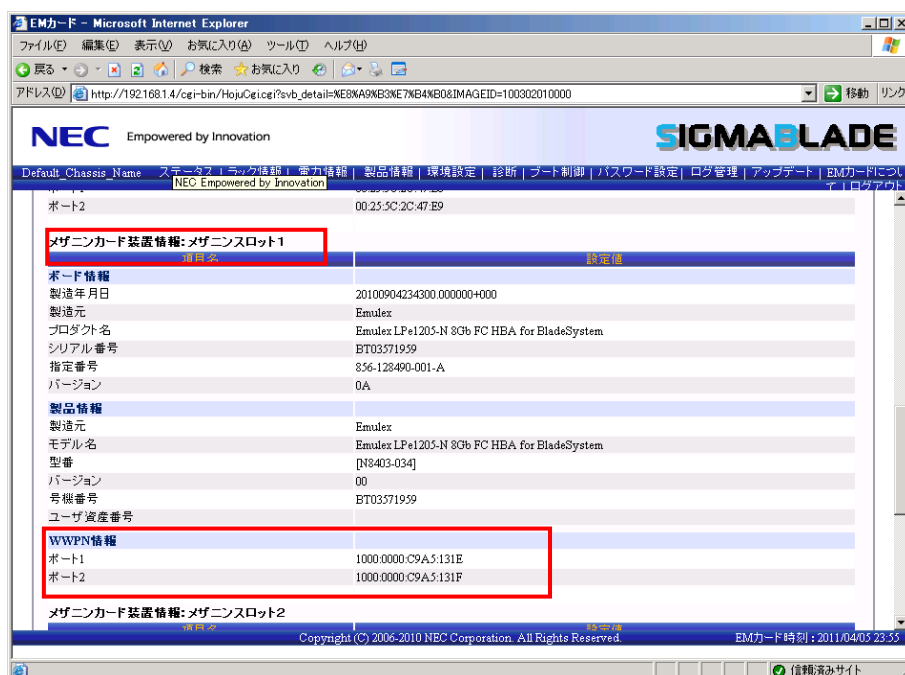 EMカード - Microsoft Internet Explorer
ファイル(F) 編集(E) 表示(V) お気に入り(A) ツール(T) ヘルプ(H)
戻る 検索 お気に入り
アドレス(D) http://192.168.1.4/cgi-bin/HojuCgi.cgi?svb_detail=%E8%A9%B3%E7%B4%B0&IMAGEID=100302010000 移動 リンク
NEC Empowered by Innovation SIGMABLADE
Default_Chassis_Name ステータス | ラック情報 | 電力情報 | 製品情報 | 環境設定 | 診断 | ブート制御 | パスワード設定 | ログ管理 | アップデート | EMカードについ
て | ログアウト
NEC Empowered by Innovation
ポート2 00:25:5C:2C:47:E9
メザニンカード装置情報: メザニンスロット1
項目名 設定値
ボード情報
製造年月日 20100904234300.000000+000
製造元 Emulex
プロダクト名 Emulex LPe1205-N 8Gb FC HBA for BladeSystem
シリアル番号 BT03571959
指定番号 856-128490-001-A
バージョン 0A
製品情報
製造元 Emulex
モデル名 Emulex LPe1205-N 8Gb FC HBA for BladeSystem
型番 [N8403-034]
バージョン 00
号機番号 BT03571959
ユーザ資産番号
WWPN情報
ポート1 1000:0000:C9A5:131E
ポート2 1000:0000:C9A5:131F
メザニンカード装置情報: メザニンスロット2
項目名 設定値
Copyright (C) 2006-2010 NEC Corporation. All Rights Reserved. EMカード時刻 : 2011/04/05 23:55
信頼済みサイト